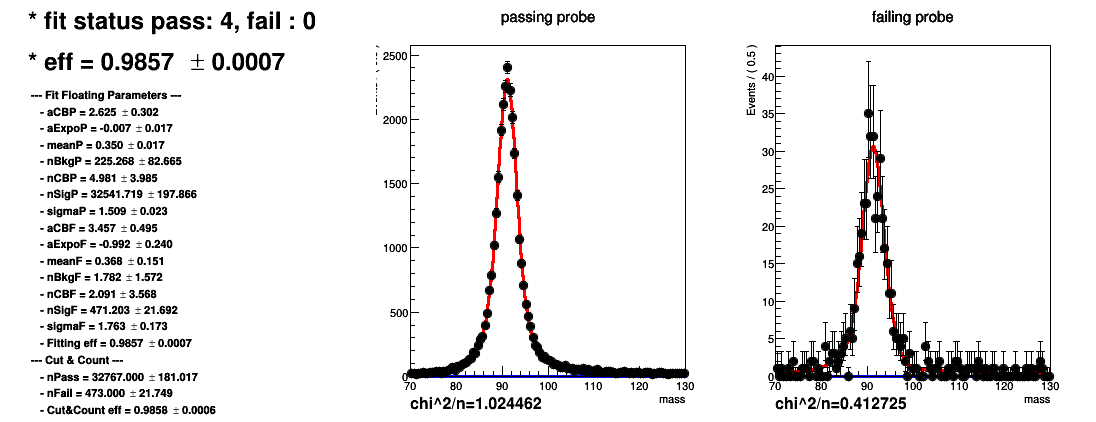 * fit status pass: 4, fail : 0
* eff = 0.9857 ± 0.0007
--- Fit Floating Parameters ---
- aCBP = 2.625 ± 0.302
- aExpoP = -0.007 ± 0.017
- meanP = 0.350 ± 0.017
- nBkgP = 225.268 ± 82.665
- nCBP = 4.981 ± 3.985
- nSigP = 32541.719 ± 197.866
- sigmaP = 1.509 ± 0.023
- aCBF = 3.457 ± 0.495
- aExpoF = -0.992 ± 0.240
- meanF = 0.368 ± 0.151
- nBkgF = 1.782 ± 1.572
- nCBF = 2.091 ± 3.568
- nSigF = 471.203 ± 21.692
- sigmaF = 1.763 ± 0.173
- Fitting eff = 0.9857 ± 0.0007
--- Cut & Count ---
- nPass = 32767.000 ± 181.017
- nFail = 473.000 ± 21.749
- Cut&Count eff = 0.9858 ± 0.0006
passing probe
2500
2000
1500
1000
500
0
70 80 90 100 110 120 130
mass
chi^2/n=1.024462
failing probe
Events / ( 0.5 )
40
35
30
25
20
15
10
5
0
70 80 90 100 110 120 130
mass
chi^2/n=0.412725